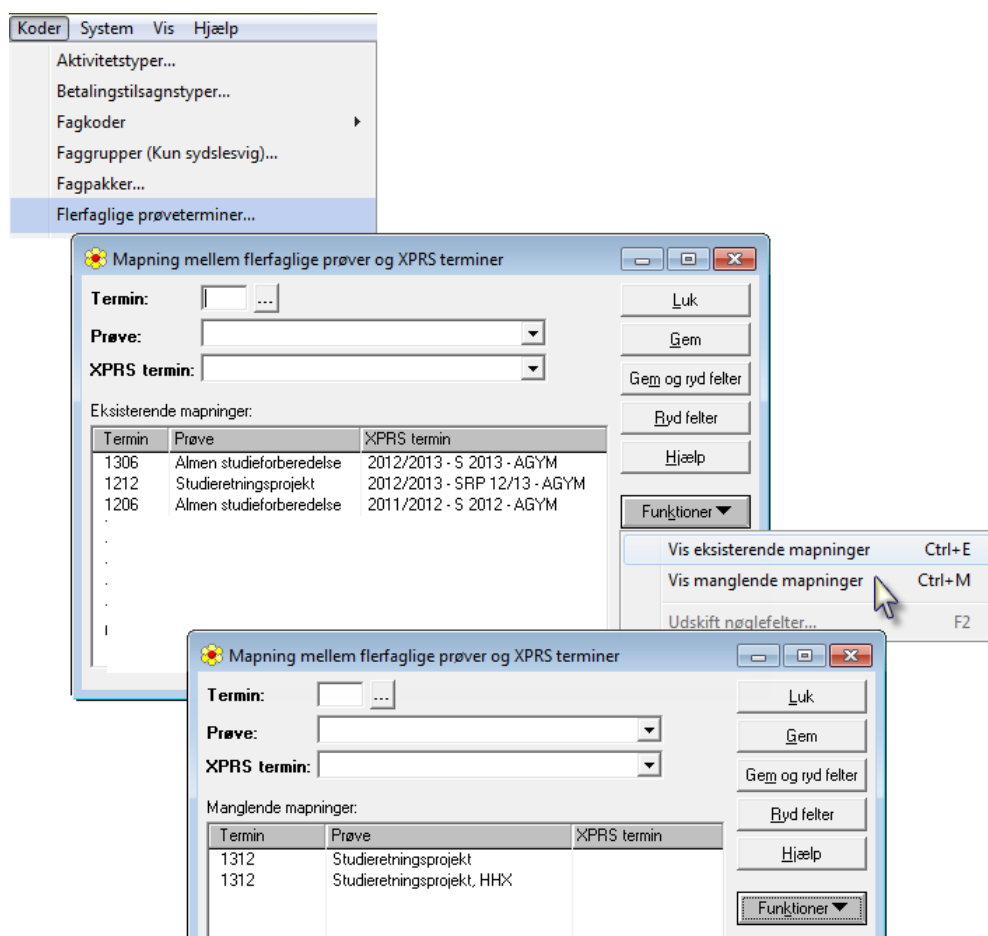 Koder System Vis Hjælp
Aktivitetstyper...
Betalingstilsagnstyper...
Fagkoder
Faggrupper (Kun sydslesvig)...
Fagpakker...
Flerfaglige prøveterminer...
Mapning mellem flerfaglige prøver og XPRS terminer
Termin: ...
Luk
Prøve:
Gem
XPRS termin:
Gem og ryd felter
Eksisterende mapninger:
Ryd felter
Termin Prøve XPRS termin
Hjælp
1306 Almen studieforberedelse 2012/2013 - S 2013 - AGYM
1212 Studieretningsprojekt 2012/2013 - SRP 12/13 - AGYM
1206 Almen studieforberedelse 2011/2012 - S 2012 - AGYM
Funktioner
Vis eksisterende mapninger Ctrl+E
Vis manglende mapninger Ctrl+M
Udskift nøglefelter... F2
Mapning mellem flerfaglige prøver og XPRS terminer
Termin: ...
Luk
Prøve:
Gem
XPRS termin:
Gem og ryd felter
Manglende mapninger:
Ryd felter
Termin Prøve XPRS termin
Hjælp
1312 Studieretningsprojekt
1312 Studieretningsprojekt, HHX
Funktioner